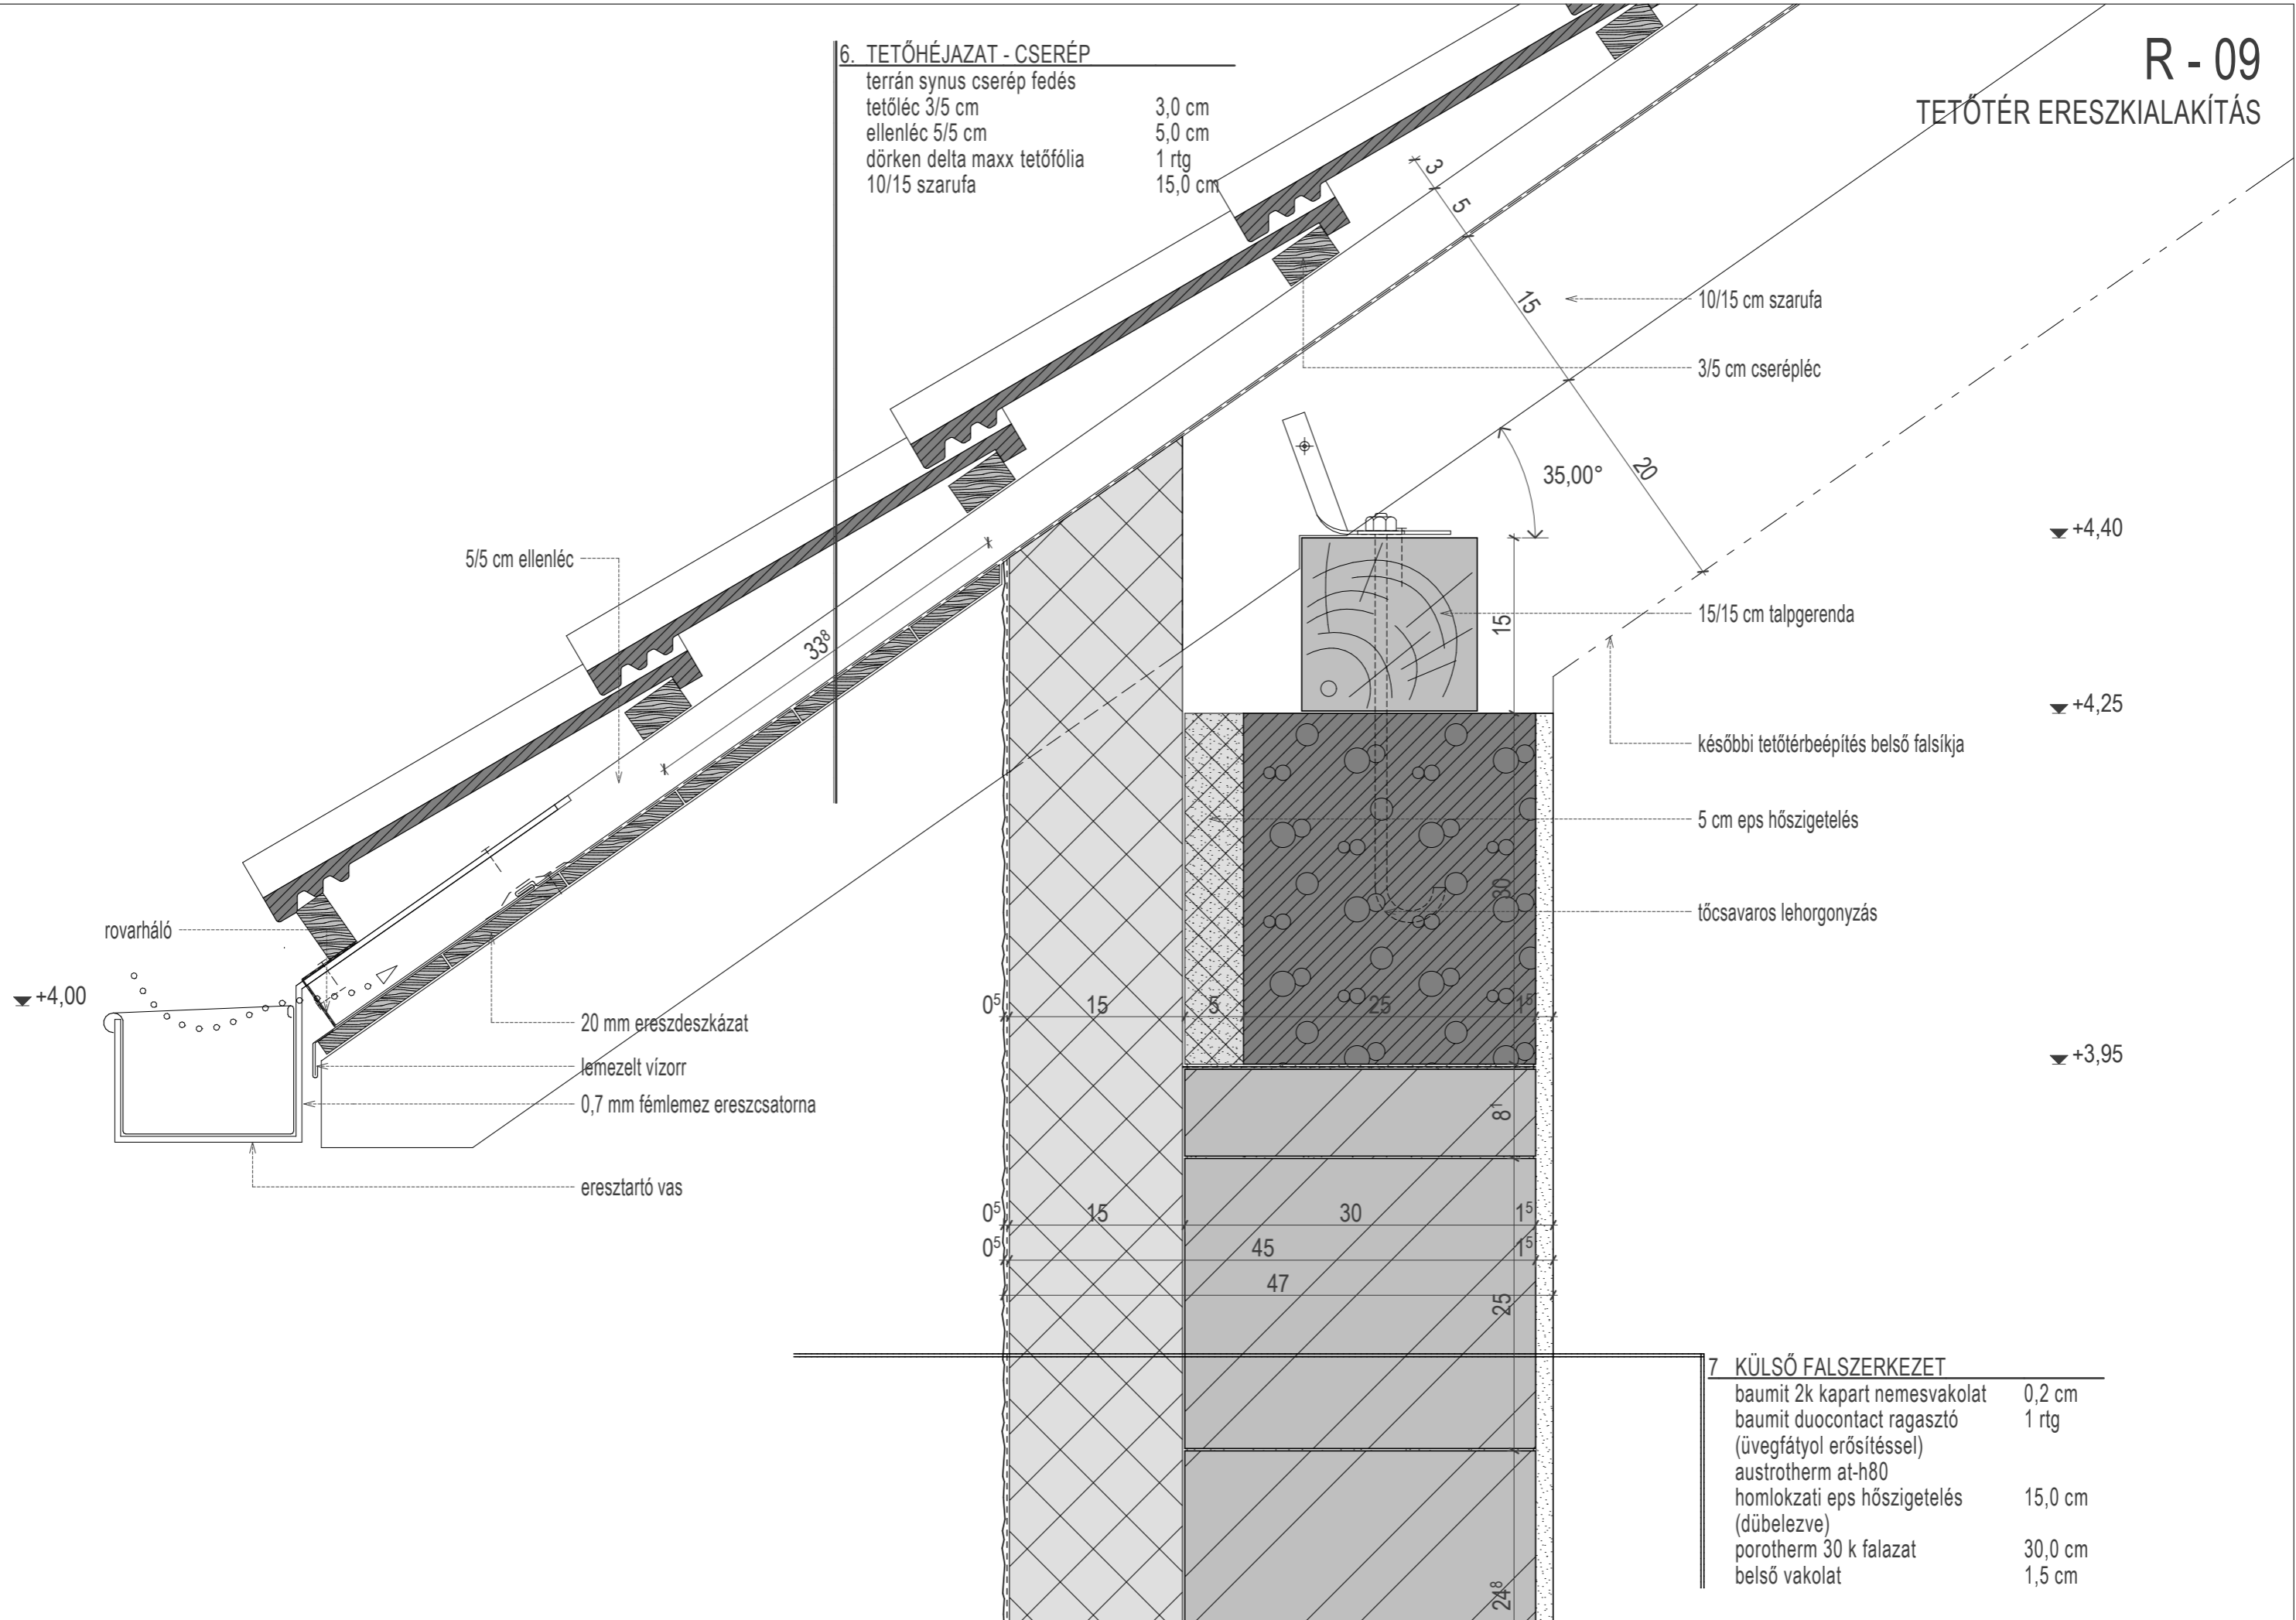 R - 09
TETŐTÉR ERESZKIALAKÍTÁS
6. TETŐHÉJAZAT - CSERÉP
terrán synus cserép fedés
tetőléc 3/5 cm 3,0 cm
ellenléc 5/5 cm 5,0 cm
dörken delta maxx tetőfólia 1 rtg
10/15 szarufa 15,0 cm
3
5
15
20
10/15 cm szarufa
3/5 cm cserépléc
35,00°
+4,40
5/5 cm ellenléc
15
15/15 cm talpgerenda
33⁸
+4,25
későbbi tetőtérbeépítés belső falsíkja
5 cm eps hőszigetelés
30
tőcsavaros lehorgonyzás
rovarháló
+4,00
0⁵ 15 5 25 1⁵
20 mm ereszdeszkázat
+3,95
lemezelt vízorr
0,7 mm fémlemez ereszcsatorna
8¹
eresztartó vas
0⁵ 15 30 1⁵
0⁵ 45 1⁵
47
25
7 KÜLSŐ FALSZERKEZET
baumit 2k kapart nemesvakolat 0,2 cm
baumit duocontact ragasztó 1 rtg
(üvegfátyol erősítéssel)
austrotherm at-h80
homlokzati eps hőszigetelés 15,0 cm
(dübelezve)
porotherm 30 k falazat 30,0 cm
belső vakolat 1,5 cm
24⁸